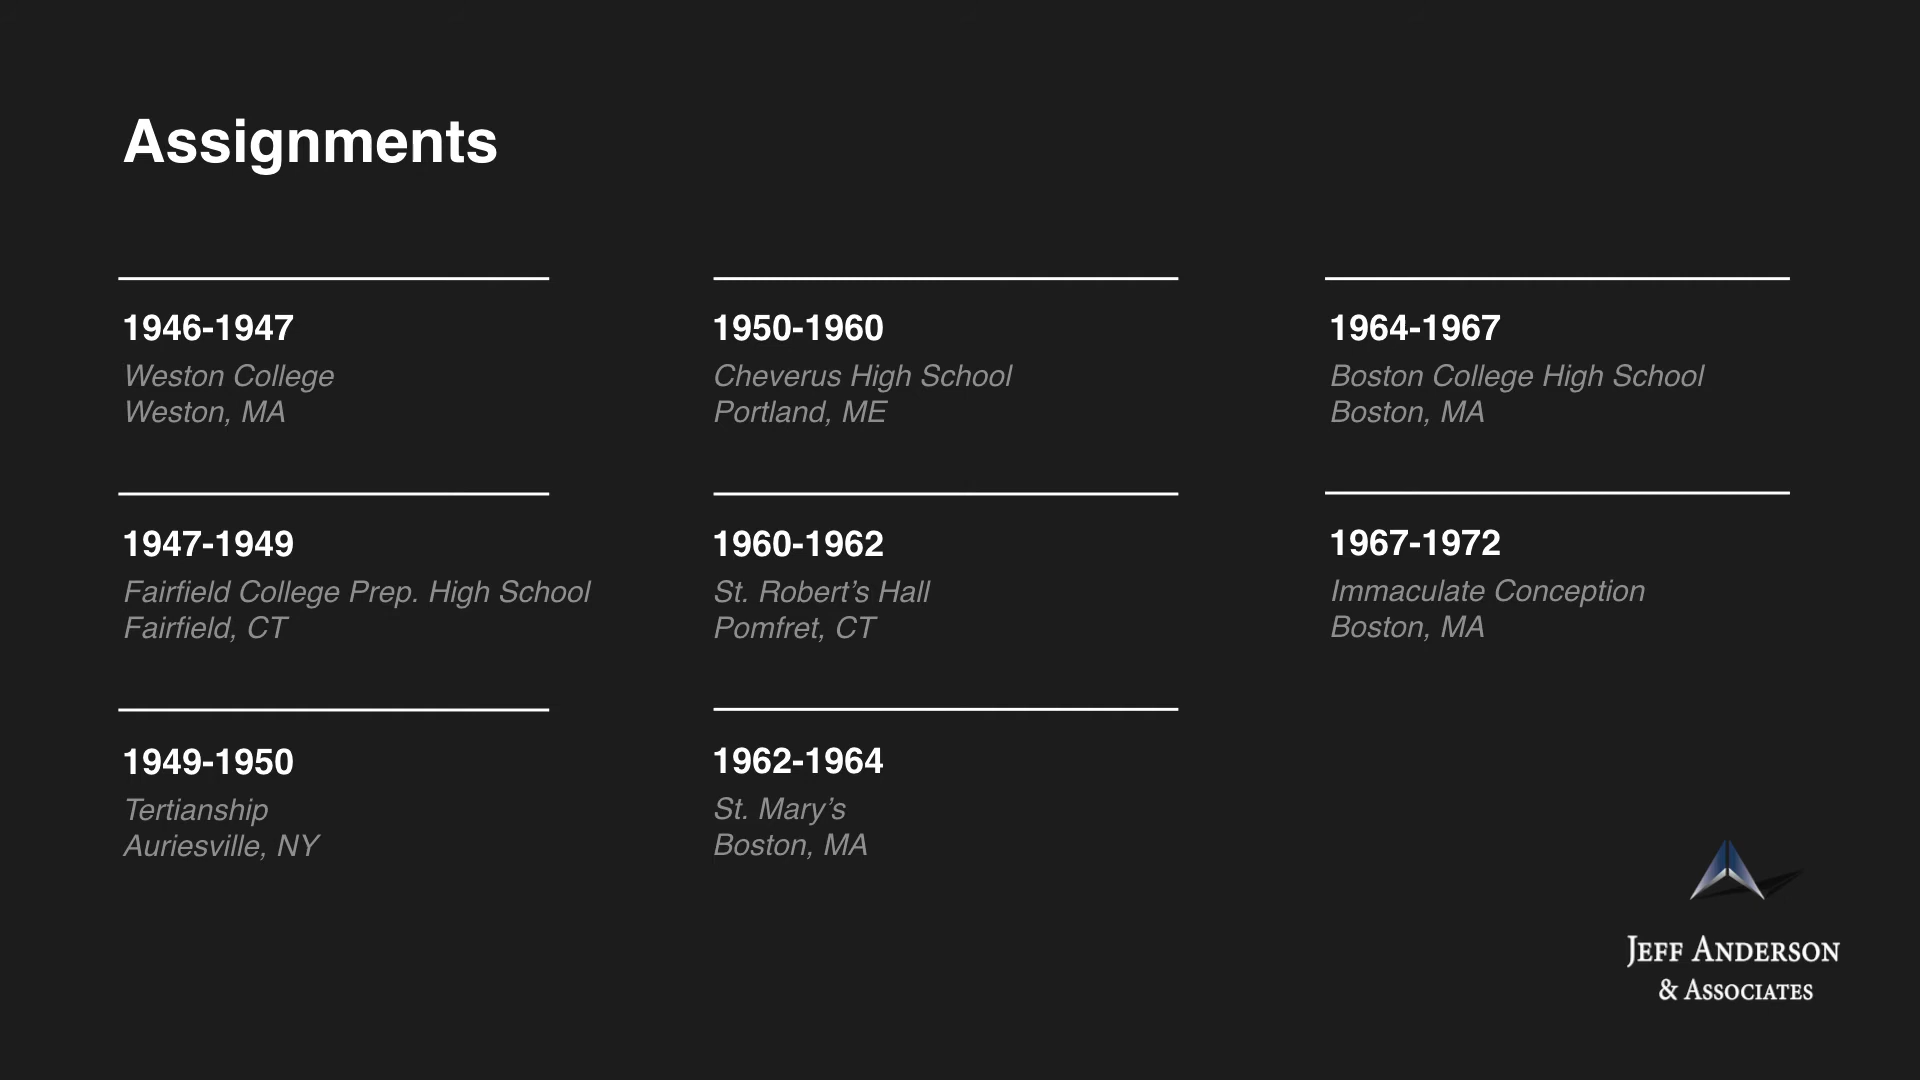 Assignments
1946-1947
Weston College
Weston, MA
1947-1949
Fairfield College Prep. High School
Fairfield, CT
1949-1950
Tertianship
Auriesville, NY
1950-1960
Cheverus High School
Portland, ME
1960-1962
St. Robert’s Hall
Pomfret, CT
1962-1964
St. Mary’s
Boston, MA
1964-1967
Boston College High School
Boston, MA
1967-1972
Immaculate Conception
Boston, MA
JEFF ANDERSON
& ASSOCIATES